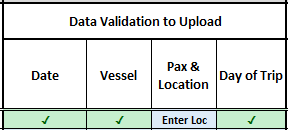 Data Validation to Upload
Date Vessel Pax & Location Day of Trip
✓ ✓ Enter Loc ✓